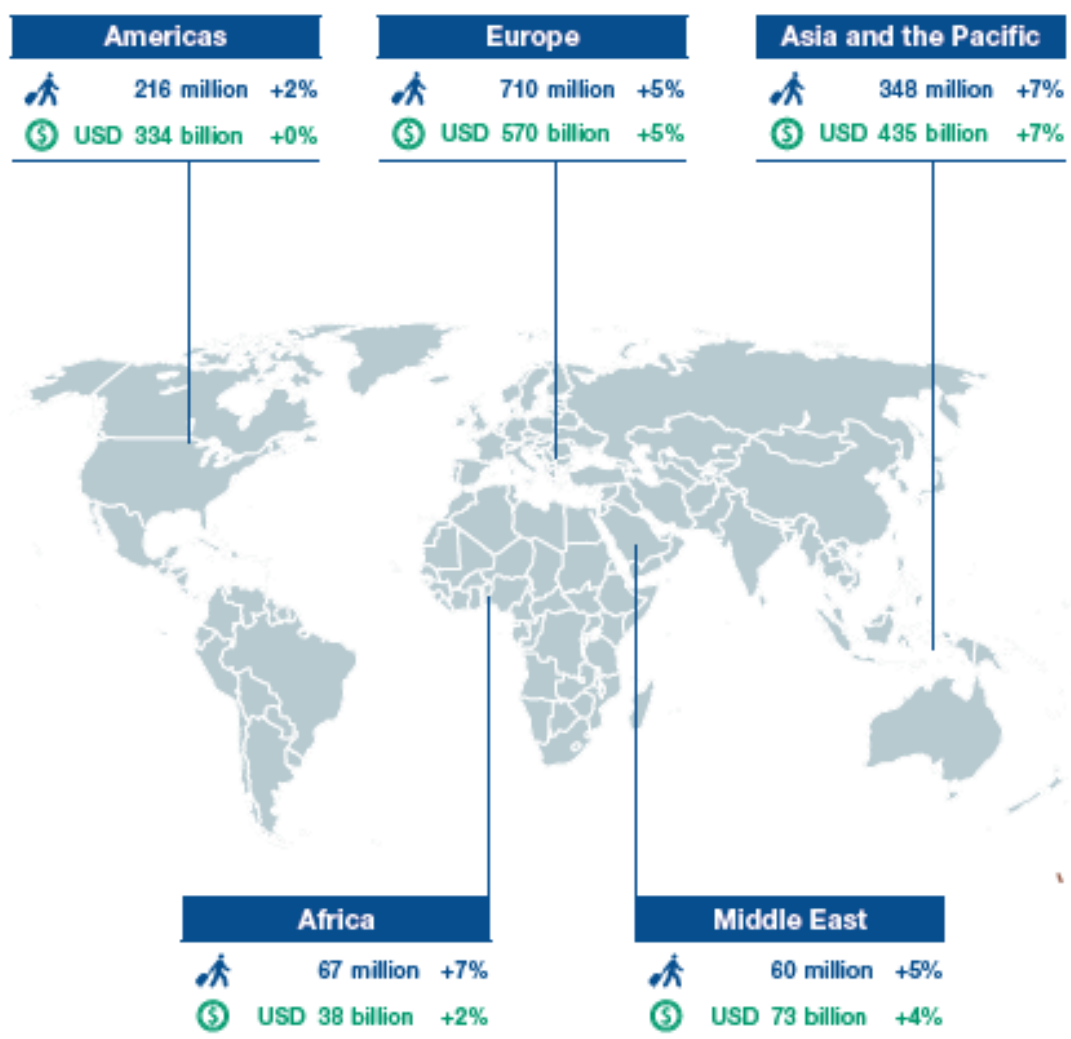 Americas
216 million +2%
$ USD 334 billion +0%
Europe
710 million +5%
$ USD 570 billion +5%
Asia and the Pacific
348 million +7%
$ USD 435 billion +7%
Africa
67 million +7%
$ USD 38 billion +2%
Middle East
60 million +5%
$ USD 73 billion +4%